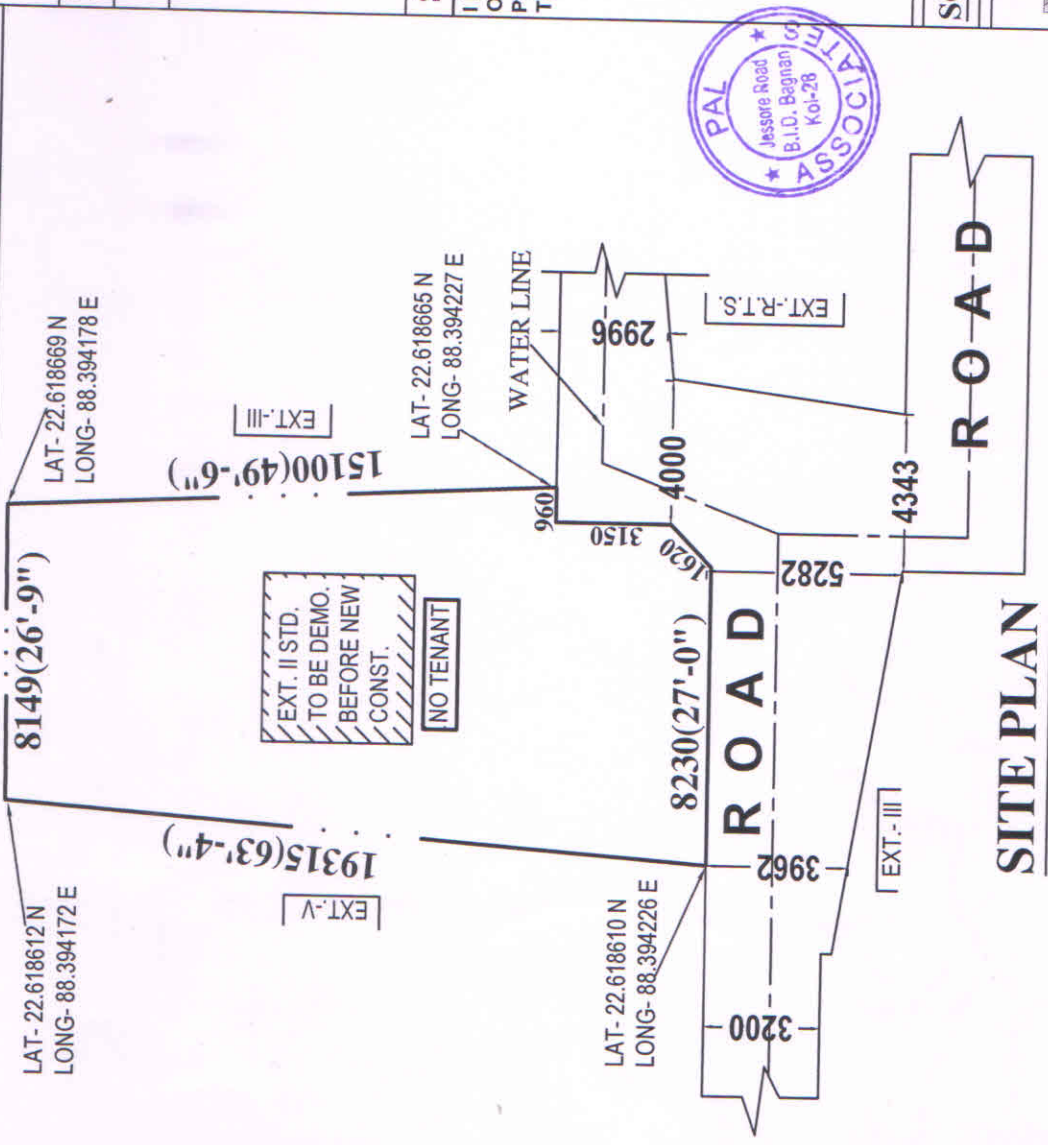 8149(26'-9")
LAT- 22.618612 N
LONG- 88.394172 E
LAT- 22.618669 N
LONG- 88.394178 E
19315(63'-4")
EXT.-V
EXT. II STD.
TO BE DEMO.
BEFORE NEW
CONST.
NO TENANT
15100(49'-6")
EXT.-III
LAT- 22.618665 N
LONG- 88.394227 E
WATER LINE
960
3150
1620
2996
EXT.-R.T.S.
4000
LAT- 22.618610 N
LONG- 88.394226 E
8230(27'-0")
ROAD
3200
3962
5282
4343
EXT.- III
ROAD
SITE PLAN
PAL ASSOCIATES
Jessore Road
B.I.D. Bagnan
Kol-28